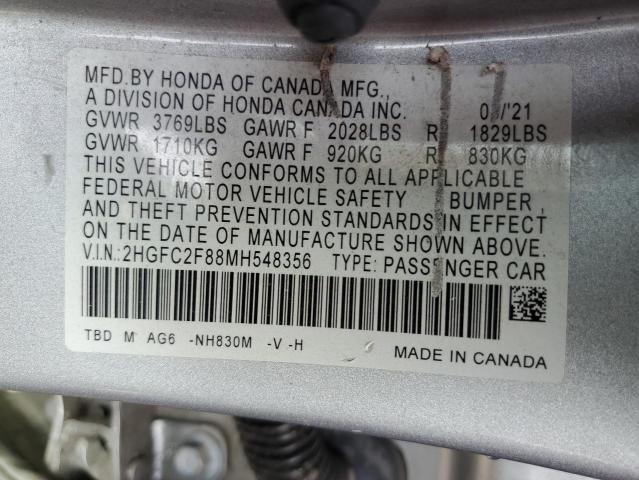 MFD.BY HONDA OF CANADA MFG.,
A DIVISION OF HONDA CANADA INC. /'21
GVWR 3769LBS GAWR F 2028LBS R 1829LBS
GVWR 1710KG GAWR F 920KG R 830KG
THIS VEHICLE CONFORMS TO ALL APPLICABLE
FEDERAL MOTOR VEHICLE SAFETY , BUMPER ,
AND THEFT PREVENTION STANDARDS IN EFFECT
ON THE DATE OF MANUFACTURE SHOWN ABOVE.
V.I.N.:2HGFC2F88MH548356 TYPE: PASSENGER CAR
TBD M AG6 -NH830M -V -H
MADE IN CANADA